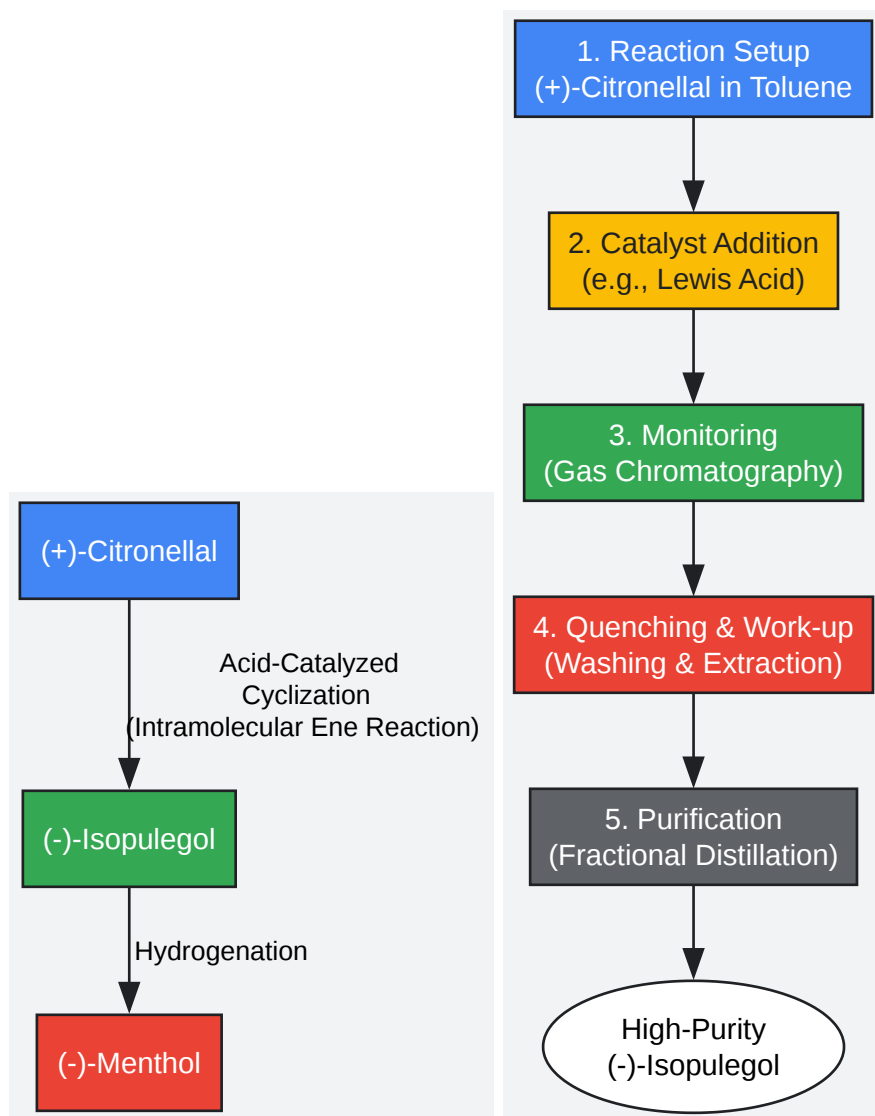 1. Reaction Setup
(+)-Citronellal in Toluene
2. Catalyst Addition
(e.g., Lewis Acid)
3. Monitoring
(Gas Chromatography)
4. Quenching & Work-up
(Washing & Extraction)
5. Purification
(Fractional Distillation)
High-Purity
(-)-Isopulegol
(+)-Citronellal
Acid-Catalyzed
Cyclization
(Intramolecular Ene Reaction)
(-)-Isopulegol
Hydrogenation
(-)-Menthol